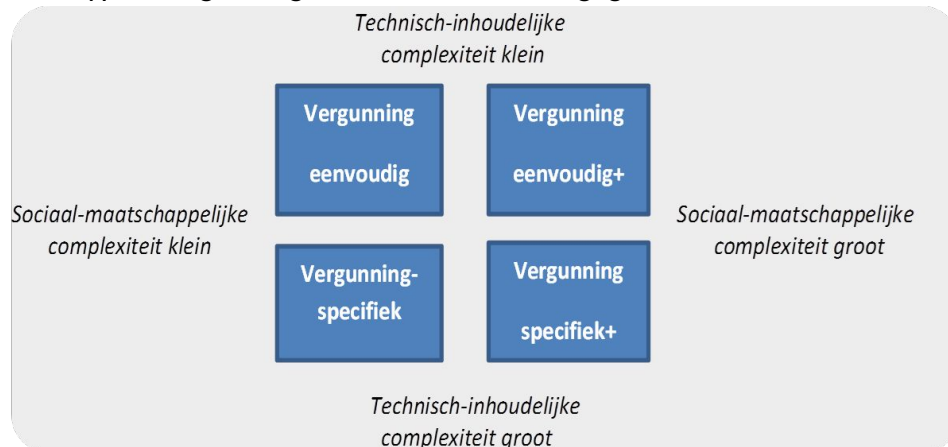 Technisch-inhoudelijke
complexiteit klein
Vergunning
eenvoudig
Vergunning
eenvoudig+
Sociaal-maatschappelijke
complexiteit klein
Sociaal-maatschappelijke
complexiteit groot
Vergunning-
specifiek
Vergunning
specifiek+
Technisch-inhoudelijke
complexiteit groot